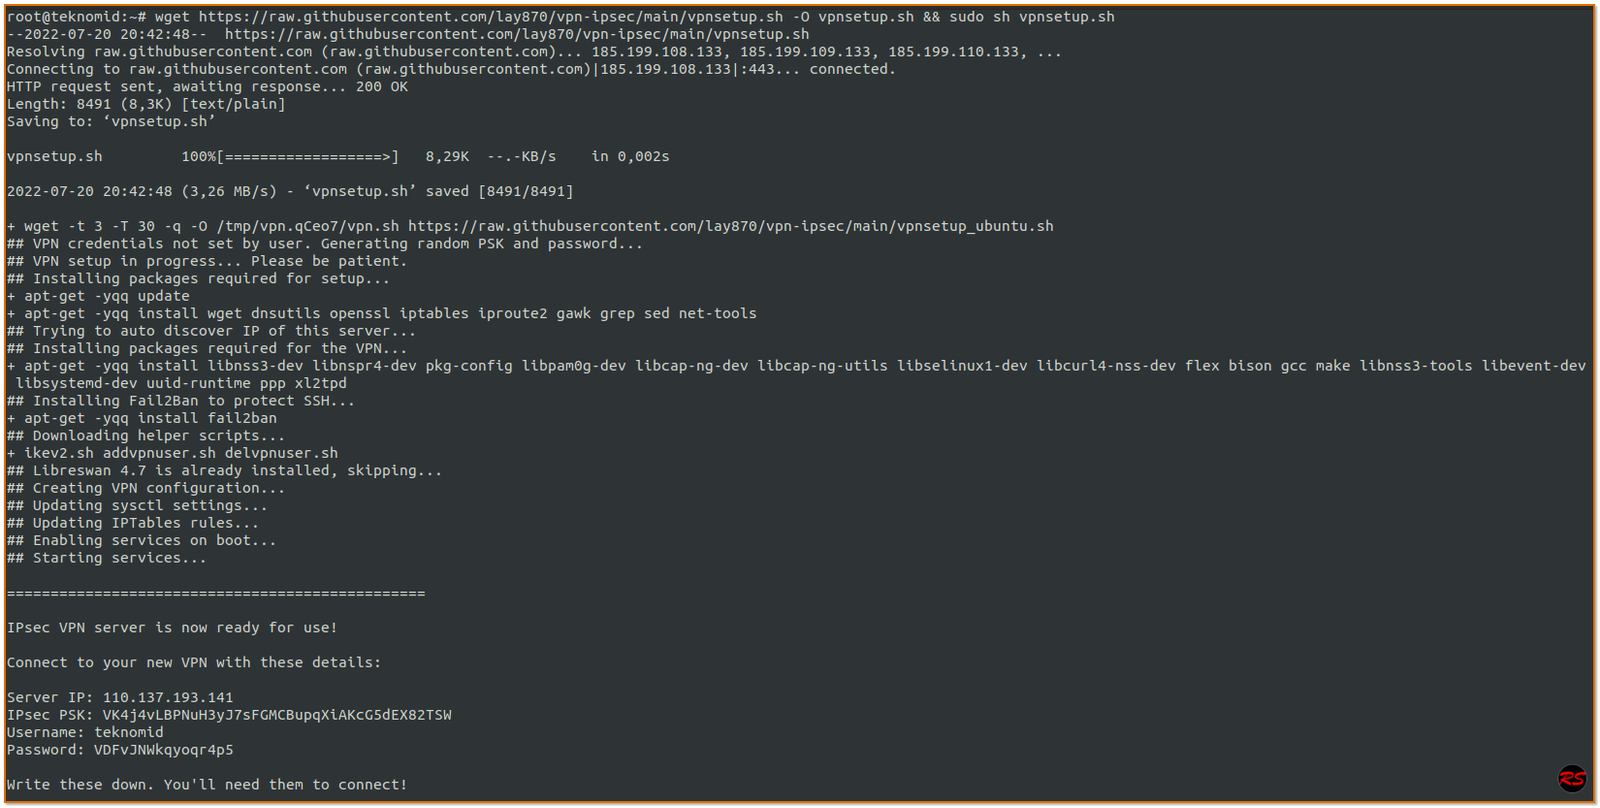 root@teknomid:~# wget https://raw.githubusercontent.com/lay870/vpn-ipsec/main/vpnsetup.sh -O vpnsetup.sh && sudo sh vpnsetup.sh
--2022-07-20 20:42:48--  https://raw.githubusercontent.com/lay870/vpn-ipsec/main/vpnsetup.sh
Resolving raw.githubusercontent.com (raw.githubusercontent.com)... 185.199.108.133, 185.199.109.133, 185.199.110.133, ...
Connecting to raw.githubusercontent.com (raw.githubusercontent.com)|185.199.108.133|:443... connected.
HTTP request sent, awaiting response... 200 OK
Length: 8491 (8,3K) [text/plain]
Saving to: ‘vpnsetup.sh’
vpnsetup.sh         100%[==================>]   8,29K  --.-KB/s    in 0,002s
2022-07-20 20:42:48 (3,26 MB/s) - ‘vpnsetup.sh’ saved [8491/8491]
+ wget -t 3 -T 30 -q -O /tmp/vpn.qCeo7/vpn.sh https://raw.githubusercontent.com/lay870/vpn-ipsec/main/vpnsetup_ubuntu.sh
## VPN credentials not set by user. Generating random PSK and password...
## VPN setup in progress... Please be patient.
## Installing packages required for setup...
+ apt-get -yqq update
+ apt-get -yqq install wget dnsutils openssl iptables iproute2 gawk grep sed net-tools
## Trying to auto discover IP of this server...
## Installing packages required for the VPN...
+ apt-get -yqq install libnss3-dev libnspr4-dev pkg-config libpam0g-dev libcap-ng-dev libcap-ng-utils libselinux1-dev libcurl4-nss-dev flex bison gcc make libnss3-tools libevent-dev
 libsystemd-dev uuid-runtime ppp xl2tpd
## Installing Fail2Ban to protect SSH...
+ apt-get -yqq install fail2ban
## Downloading helper scripts...
+ ikev2.sh addvpnuser.sh delvpnuser.sh
## Libreswan 4.7 is already installed, skipping...
## Creating VPN configuration...
## Updating sysctl settings...
## Updating IPTables rules...
## Enabling services on boot...
## Starting services...
================================================
IPsec VPN server is now ready for use!
Connect to your new VPN with these details:
Server IP: 110.137.193.141
IPsec PSK: VK4j4vLBPNuH3yJ7sFGMCBupqXiAKcG5dEX82TSW
Username: teknomid
Password: VDFvJNWkqyoqr4p5
Write these down. You'll need them to connect!
RS